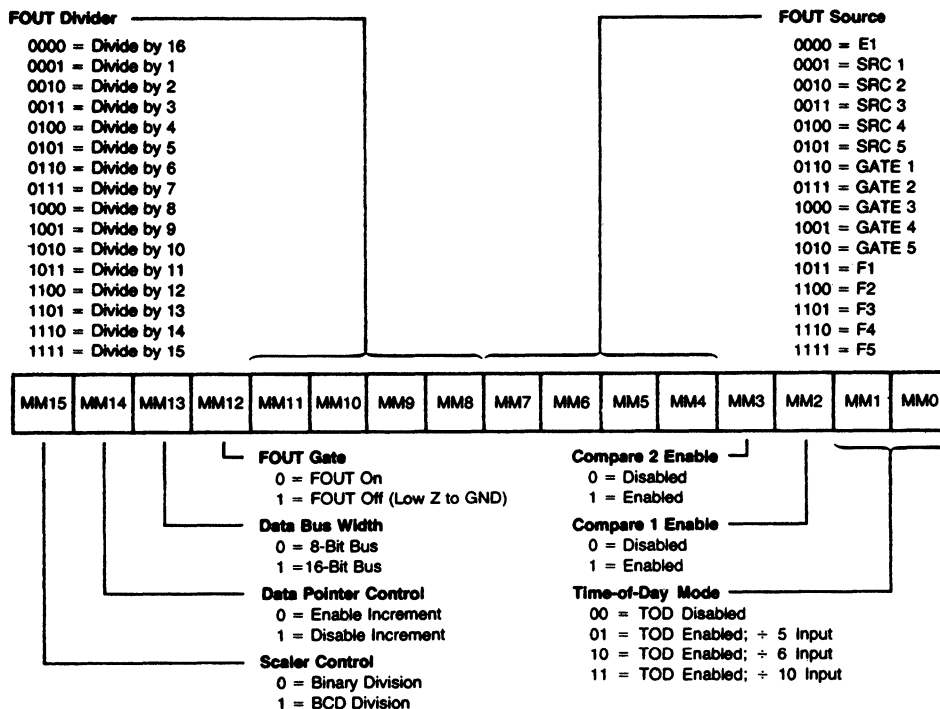 FOUT Divider
0000 = Divide by 16
0001 = Divide by 1
0010 = Divide by 2
0011 = Divide by 3
0100 = Divide by 4
0101 = Divide by 5
0110 = Divide by 6
0111 = Divide by 7
1000 = Divide by 8
1001 = Divide by 9
1010 = Divide by 10
1011 = Divide by 11
1100 = Divide by 12
1101 = Divide by 13
1110 = Divide by 14
1111 = Divide by 15
FOUT Source
0000 = E1
0001 = SRC 1
0010 = SRC 2
0011 = SRC 3
0100 = SRC 4
0101 = SRC 5
0110 = GATE 1
0111 = GATE 2
1000 = GATE 3
1001 = GATE 4
1010 = GATE 5
1011 = F1
1100 = F2
1101 = F3
1110 = F4
1111 = F5
MM15 MM14 MM13 MM12 MM11 MM10 MM9 MM8 MM7 MM6 MM5 MM4 MM3 MM2 MM1 MM0
FOUT Gate
0 = FOUT On
1 = FOUT Off (Low Z to GND)
Data Bus Width
0 = 8-Bit Bus
1 =16-Bit Bus
Data Pointer Control
0 = Enable Increment
1 = Disable Increment
Scaler Control
0 = Binary Division
1 = BCD Division
Compare 2 Enable
0 = Disabled
1 = Enabled
Compare 1 Enable
0 = Disabled
1 = Enabled
Time-of-Day Mode
00 = TOD Disabled
01 = TOD Enabled; ÷ 5 Input
10 = TOD Enabled; ÷ 6 Input
11 = TOD Enabled; ÷ 10 Input